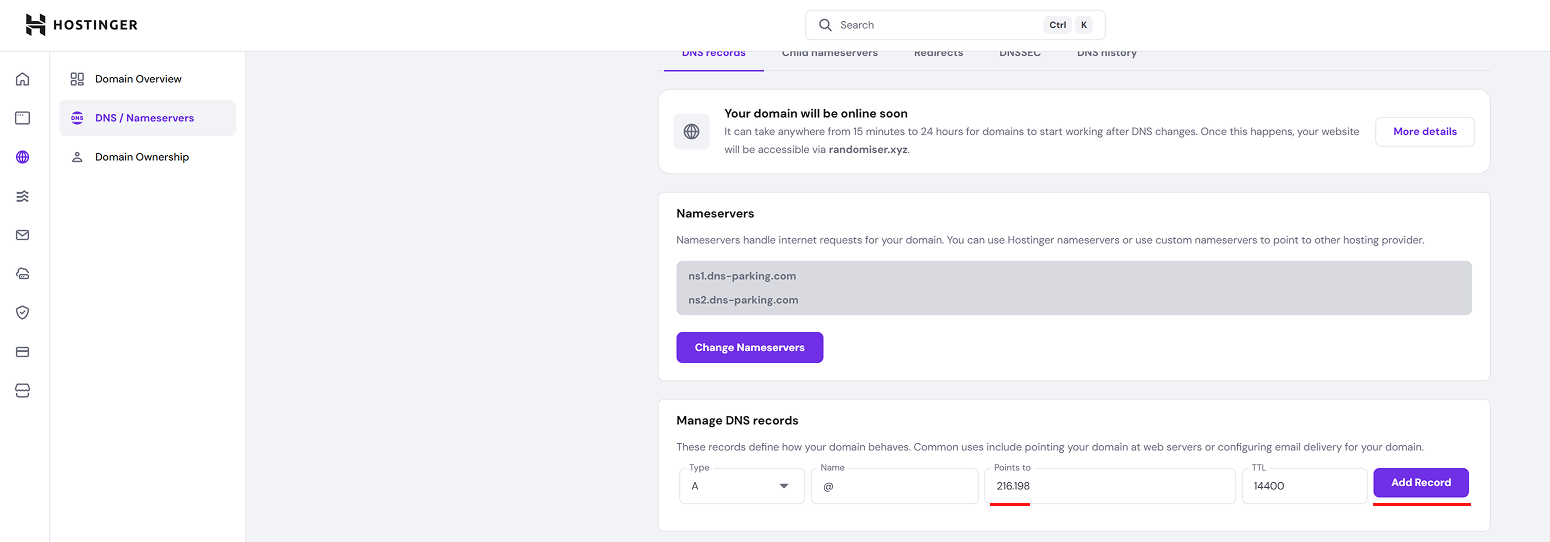 HOSTINGER
Search
Ctrl
K
Domain Overview
DNS
DNS / Nameservers
Domain Ownership
DNS records
Child nameservers
Redirects
DNSSEC
DNS history
Your domain will be online soon
It can take anywhere from 15 minutes to 24 hours for domains to start working after DNS changes. Once this happens, your website
will be accessible via randomiser.xyz.
More details
Nameservers
Nameservers handle internet requests for your domain. You can use Hostinger nameservers or use custom nameservers to point to other hosting provider.
ns1.dns-parking.com
ns2.dns-parking.com
Change Nameservers
Manage DNS records
These records define how your domain behaves. Common uses include pointing your domain at web servers or configuring email delivery for your domain.
Type
A
Name
@
Points to
216.198
TTL
14400
Add Record